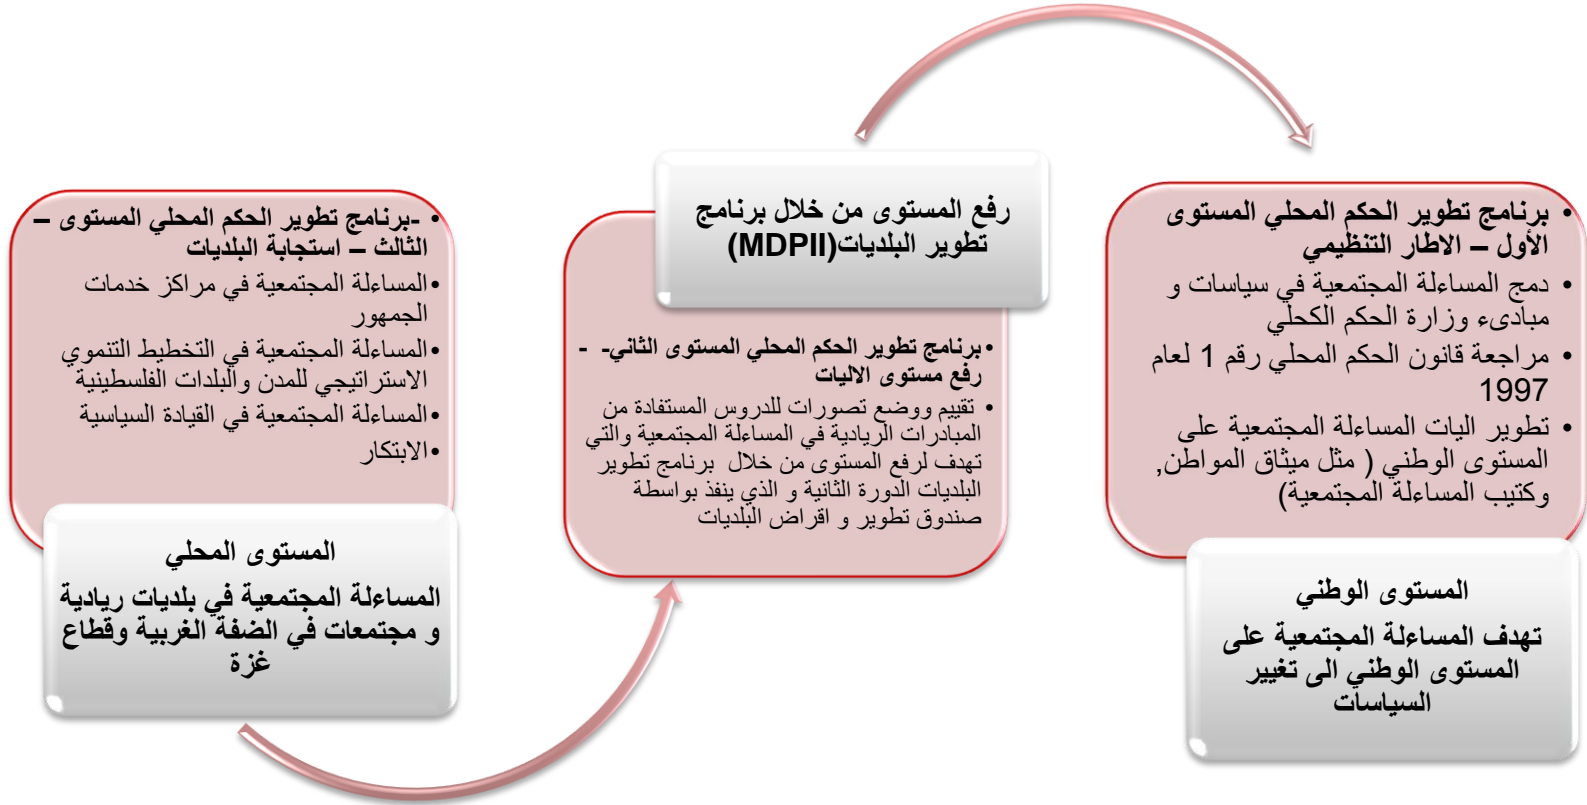 • -برنامج تطوير الحكم المحلي المستوى –
الثالث – استجابة البلديات
•المساءلة المجتمعية في مراكز خدمات
الجمهور
•المساءلة المجتمعية في التخطيط التنموي
الاستراتيجي للمدن والبلدات الفلسطينية
•المساءلة المجتمعية في القيادة السياسية
•الابتكار
المستوى المحلي
المساءلة المجتمعية في بلديات ريادية
و مجتمعات في الضفة الغربية وقطاع
غزة
رفع المستوى من خلال برنامج
تطوير البلديات(MDPII)
•برنامج تطوير الحكم المحلي المستوى الثاني- -
رفع مستوى الاليات
• تقييم ووضع تصورات للدروس المستفادة من
المبادرات الريادية في المساءلة المجتمعية والتي
تهدف لرفع المستوى من خلال برنامج تطوير
البلديات الدورة الثانية و الذي ينفذ بواسطة
صندوق تطوير و اقراض البلديات
• برنامج تطوير الحكم المحلي المستوى
الأول – الاطار التنظيمي
• دمج المساءلة المجتمعية في سياسات و
مبادىء وزارة الحكم الكحلي
• مراجعة قانون الحكم المحلي رقم 1 لعام
1997
• تطوير اليات المساءلة المجتمعية على
المستوى الوطني ( مثل ميثاق المواطن,
وكتيب المساءلة المجتمعية)
المستوى الوطني
تهدف المساءلة المجتمعية على
المستوى الوطني الى تغيير
السياسات